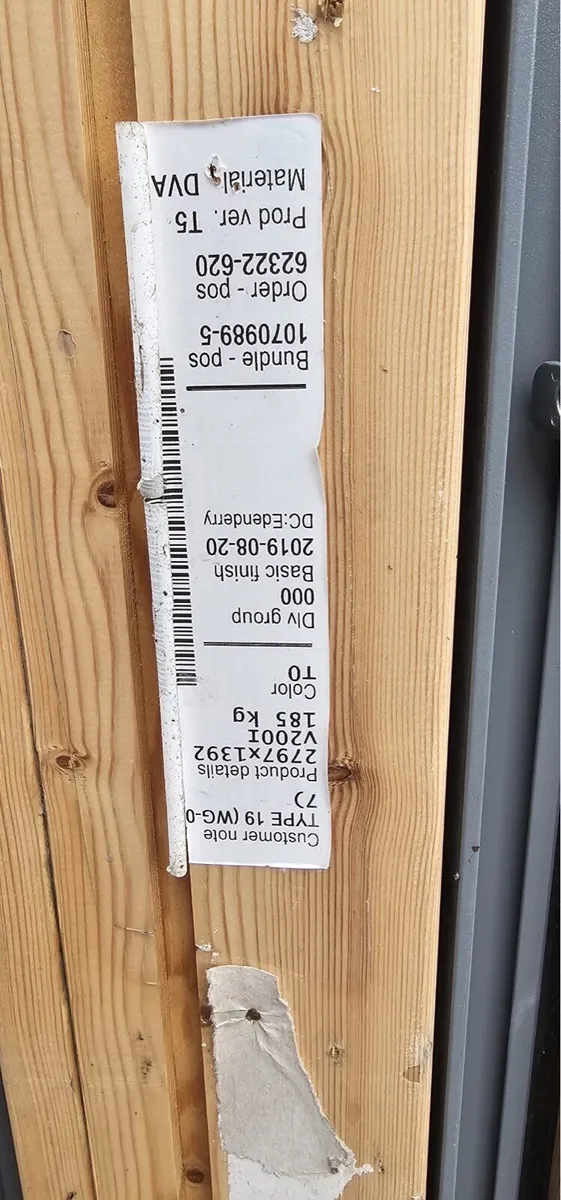 Customer note
TYPE 19 (WG-0
7)
Product details
2797x1392
V200I
185 kg
Color
T0
Dlv group
000
Basic finish
2019-08-20
DC:Edenderry
Bundle - pos
1070989-5
Order - pos
62322-620
Prod ver. T5
Material DVA